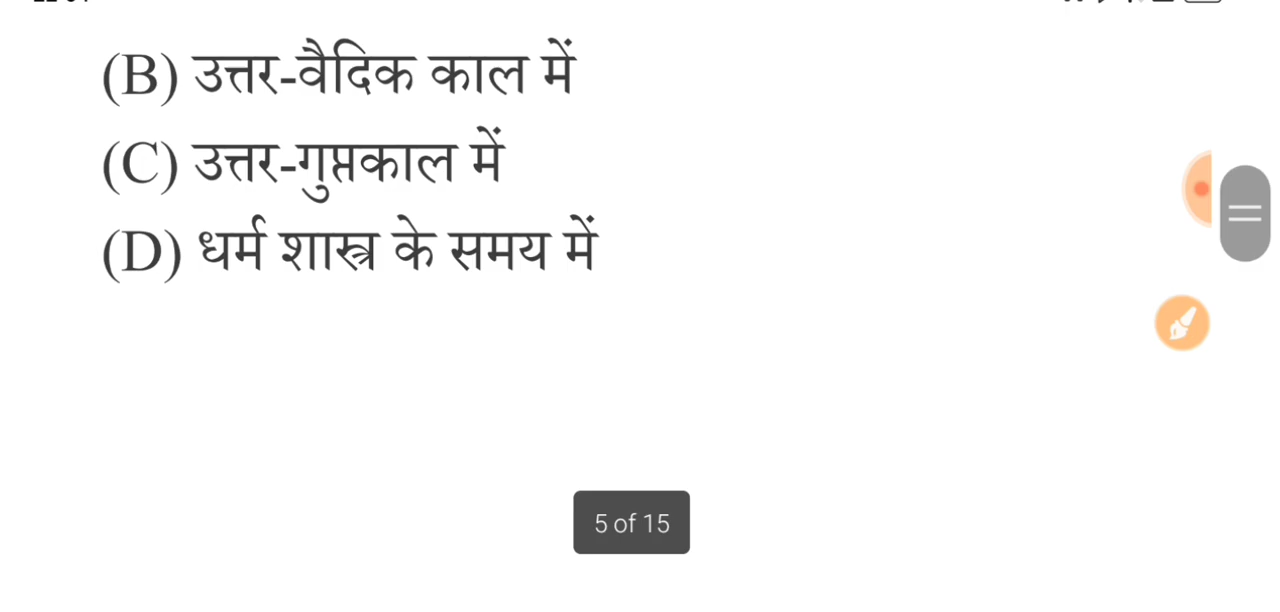 (B) उत्तर-वैदिक काल में
(C) उत्तर-गुप्तकाल में
(D) धर्म शास्त्र के समय में
5 of 15